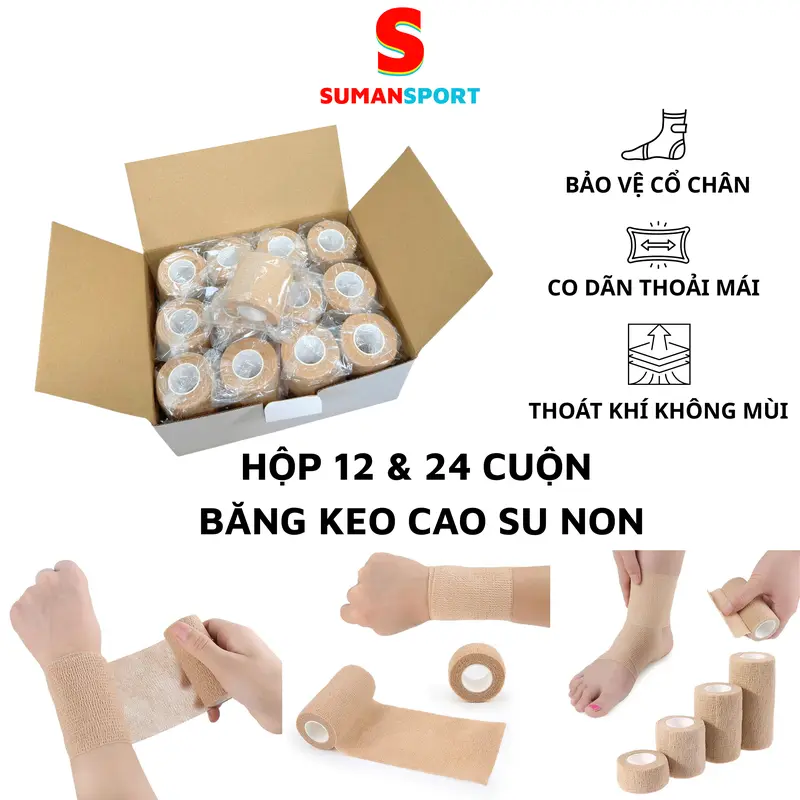 S
SUMANSPORT
BẢO VỆ CỔ CHÂN
CO DÃN THOẢI MÁI
THOÁT KHÍ KHÔNG MÙI
HỘP 12 & 24 CUỘN
BĂNG KEO CAO SU NON